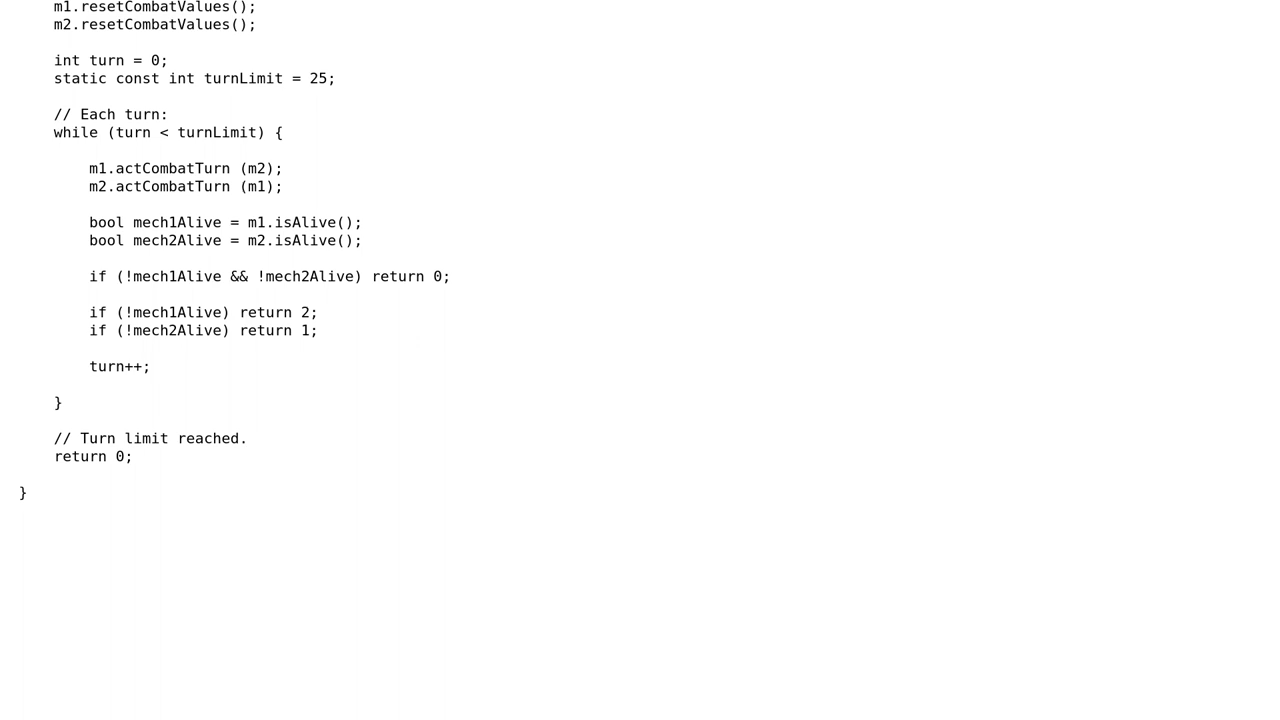 m1.resetCombatValues();
m2.resetCombatValues();
int turn = 0;
static const int turnLimit = 25;
// Each turn:
while (turn < turnLimit) {
m1.actCombatTurn (m2);
m2.actCombatTurn (m1);
bool mech1Alive = m1.isAlive();
bool mech2Alive = m2.isAlive();
if (!mech1Alive && !mech2Alive) return 0;
if (!mech1Alive) return 2;
if (!mech2Alive) return 1;
turn++;
}
// Turn limit reached.
return 0;
}